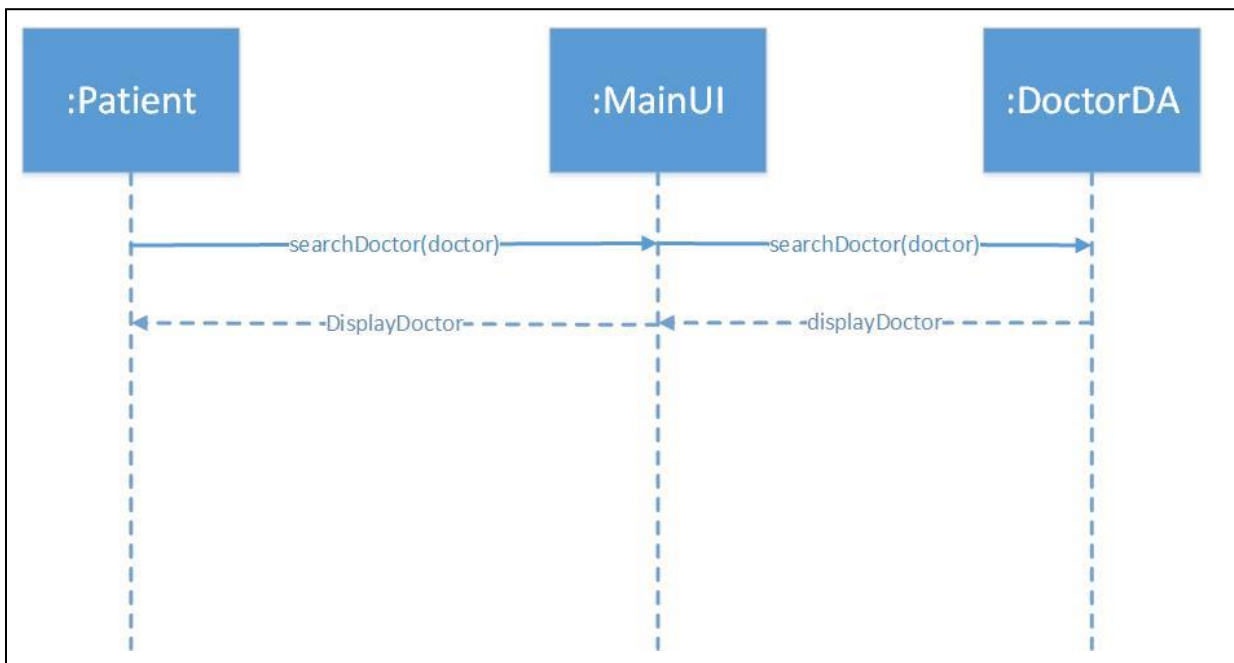 :Patient
:MainUI
:DoctorDA
searchDoctor(doctor)
searchDoctor(doctor)
DisplayDoctor
displayDoctor